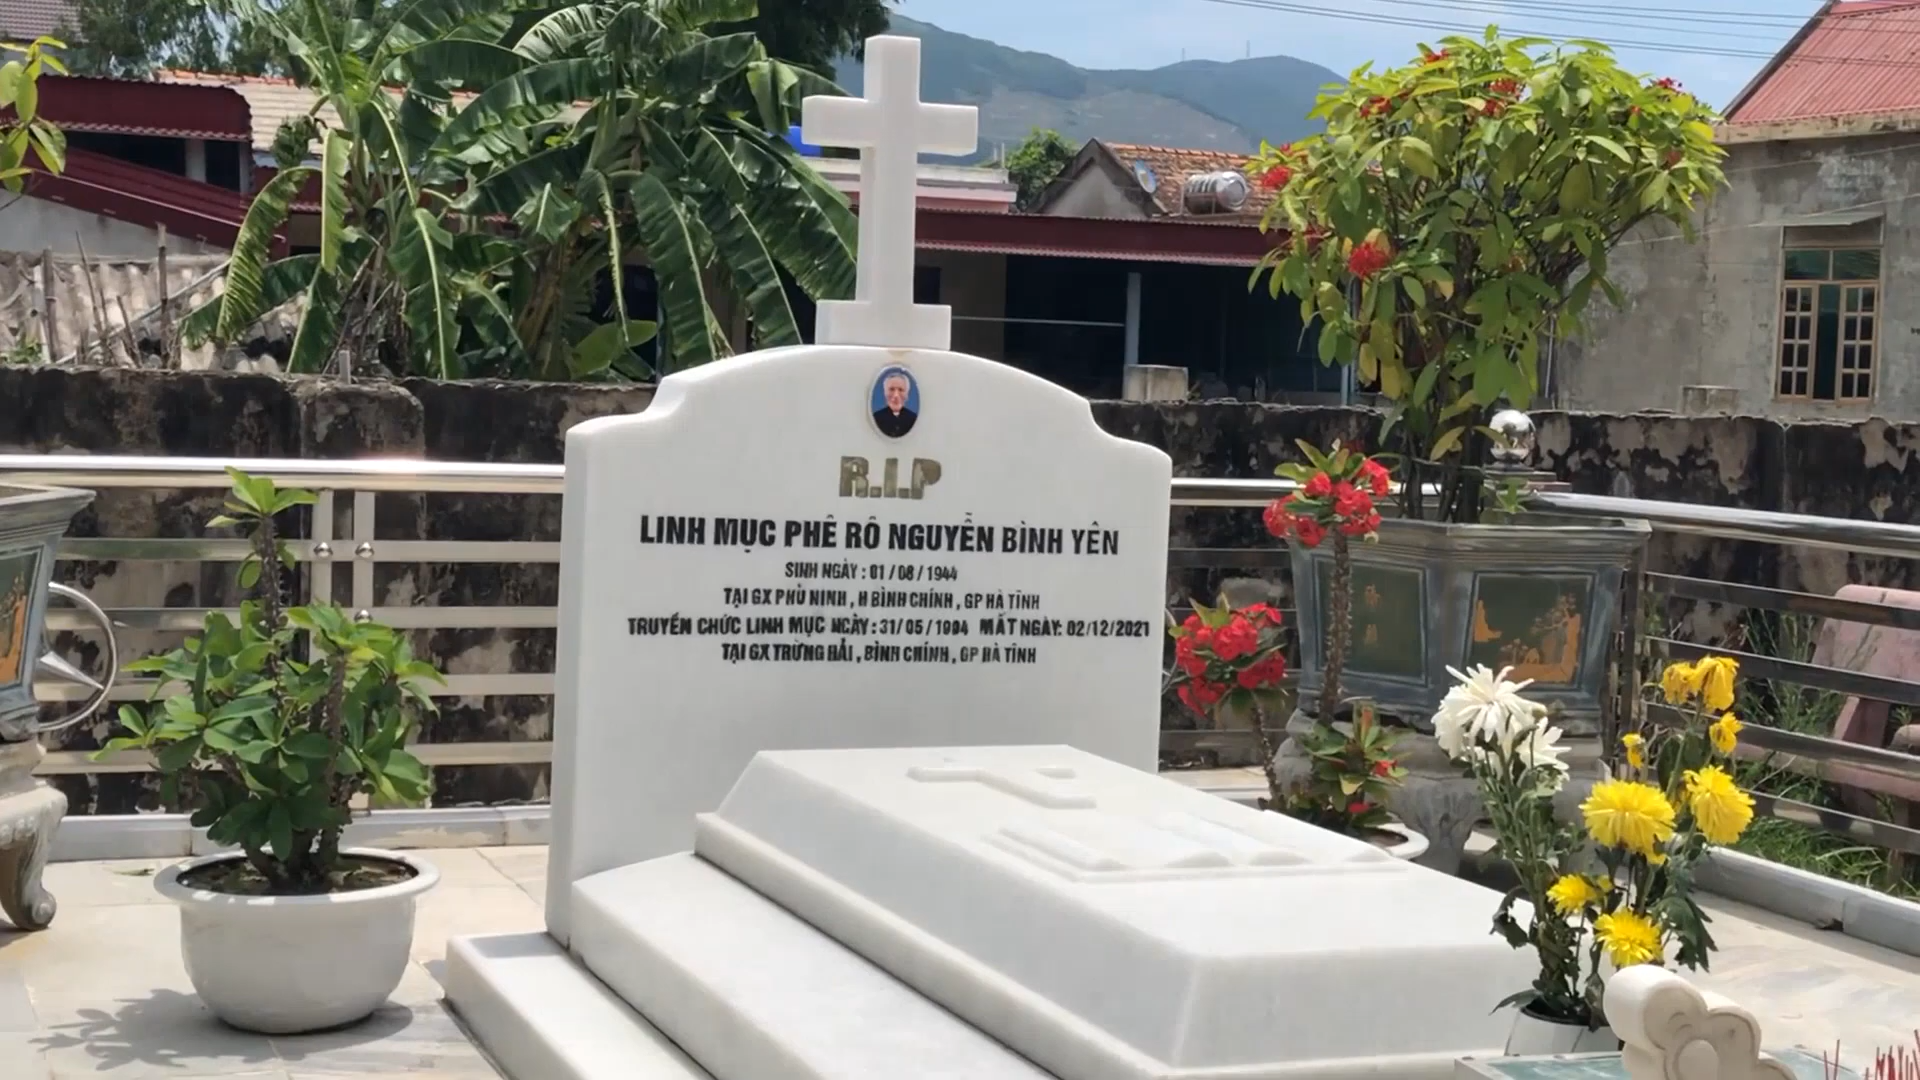 R.I.P
LINH MỤC PHÊ RÔ NGUYỄN BÌNH YÊN
SINH NGÀY : 01 / 08 / 1944
TẠI GX PHÙ NINH , H BÌNH CHÍNH , GP HÀ TĨNH
TRUYỀN CHỨC LINH MỤC NGÀY : 31/ 05 / 1994 MẤT NGÀY: 02/12/2021
TẠI GX TRỪNG HẢI , BÌNH CHÍNH , GP HÀ TĨNH